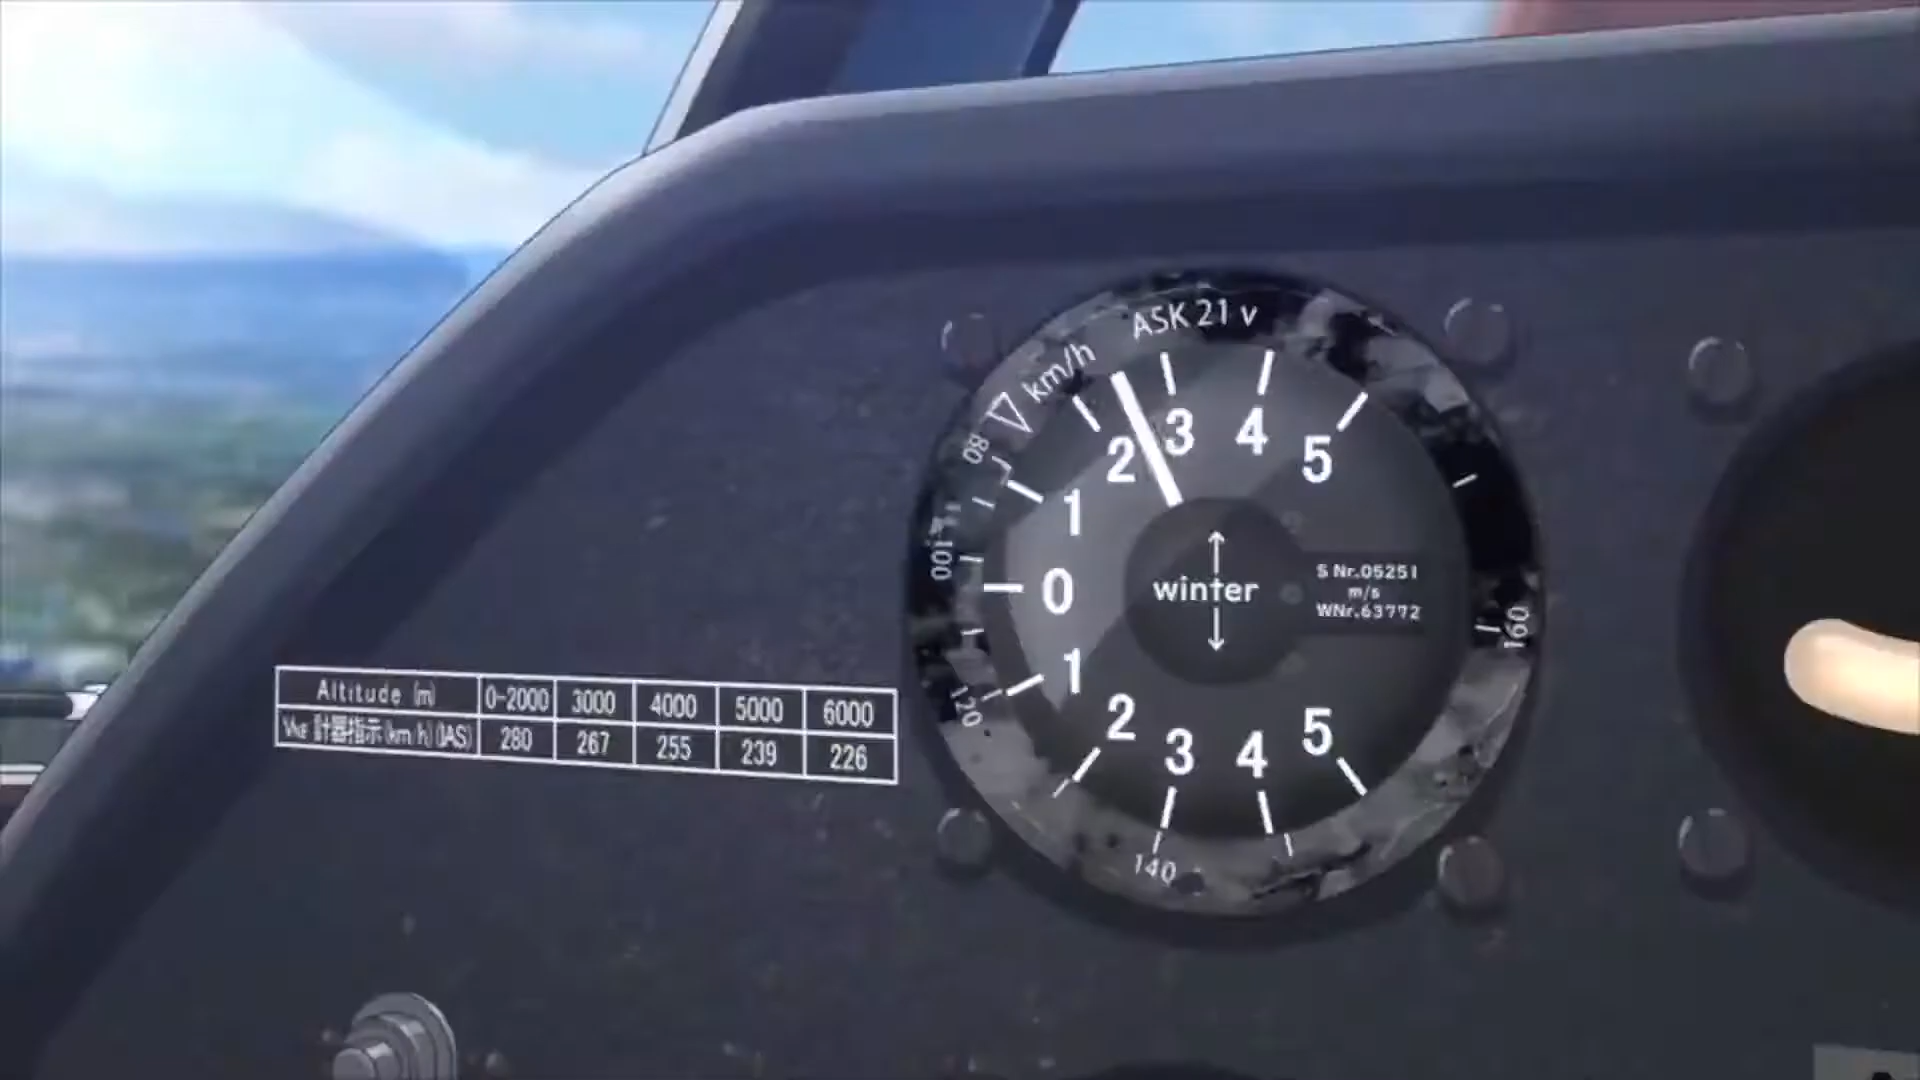 ASK 21 v
km/h
80
100
120
140
160
1 2 3 4 5
0
1 2 3 4 5
winter
S Nr.05251
m/s
WNr.63772
Altitude (m) 0-2000 3000 4000 5000 6000
VNE 計器指示(km/h)(IAS) 280 267 255 239 226